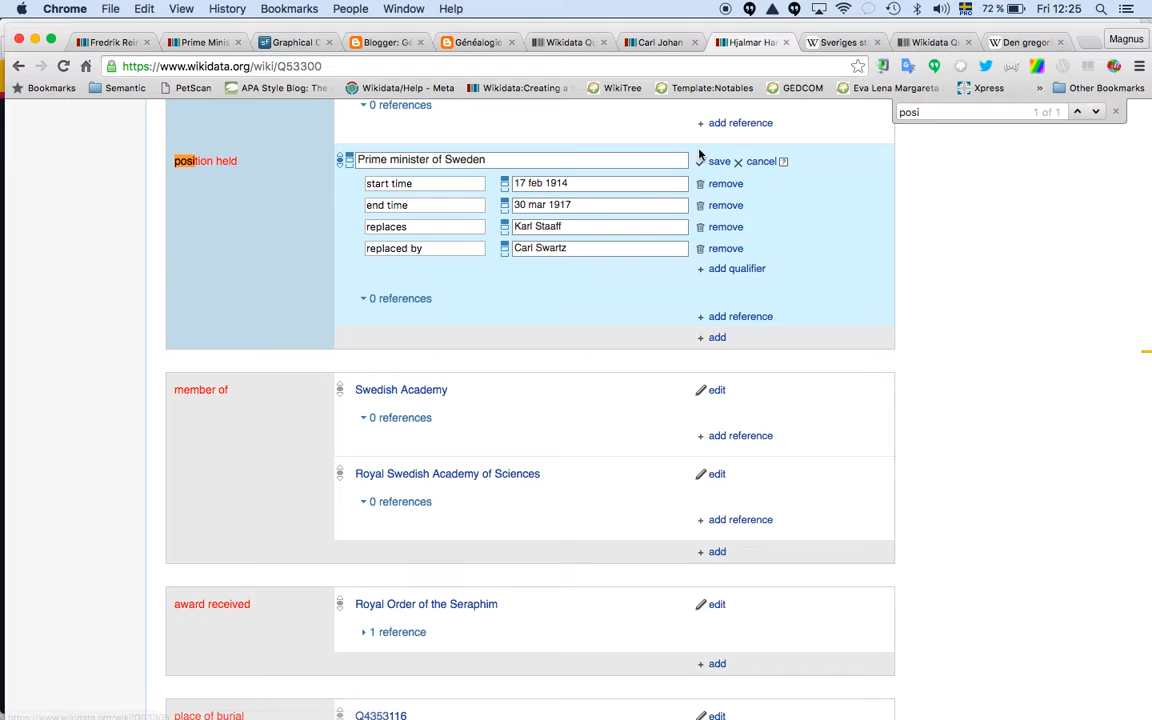 Chrome File Edit View History Bookmarks People Window Help 72 % Fri 12:25
Fredrik Rei Prime Minis Graphical C Blogger: Gé Généalogie Wikidata Qu Carl Johan Hjalmar Ha Sveriges st Wikidata Q Den gregor Magnus
https://www.wikidata.org/wiki/Q53300
Bookmarks Semantic PetScan APA Style Blog: The Wikidata/Help - Meta Wikidata:Creating a WikiTree Template:Notables GEDCOM Eva Lena Margareta Xpress » Other Bookmarks
posi 1 of 1
0 references
+ add reference
position held Prime minister of Sweden save cancel [?]
start time 17 feb 1914 remove
end time 30 mar 1917 remove
replaces Karl Staaff remove
replaced by Carl Swartz remove
+ add qualifier
0 references
+ add reference
+ add
member of Swedish Academy edit
0 references
+ add reference
Royal Swedish Academy of Sciences edit
0 references
+ add reference
+ add
award received Royal Order of the Seraphim edit
1 reference
+ add
place of burial Q4353116 edit